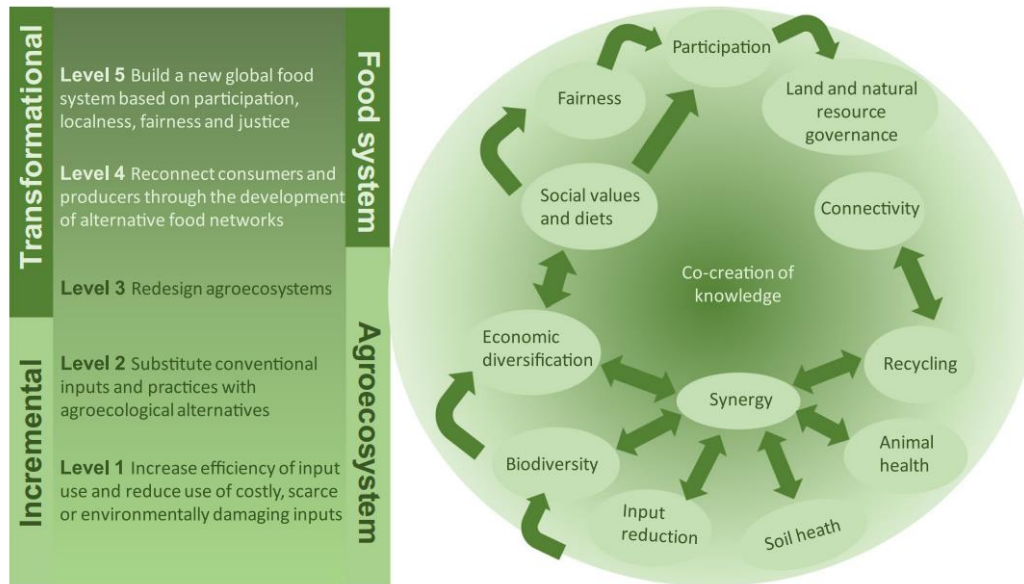 Transformational
Incremental
Level 5 Build a new global food
system based on participation,
localness, fairness and justice
Level 4 Reconnect consumers and
producers through the development
of alternative food networks
Level 3 Redesign agroecosystems
Level 2 Substitute conventional
inputs and practices with
agroecological alternatives
Level 1 Increase efficiency of input
use and reduce use of costly, scarce
or environmentally damaging inputs
Food system
Agroecosystem
Participation
Fairness
Land and natural
resource
governance
Social values
and diets
Connectivity
Co-creation of
knowledge
Economic
diversification
Recycling
Synergy
Animal
health
Biodiversity
Input
reduction
Soil heath